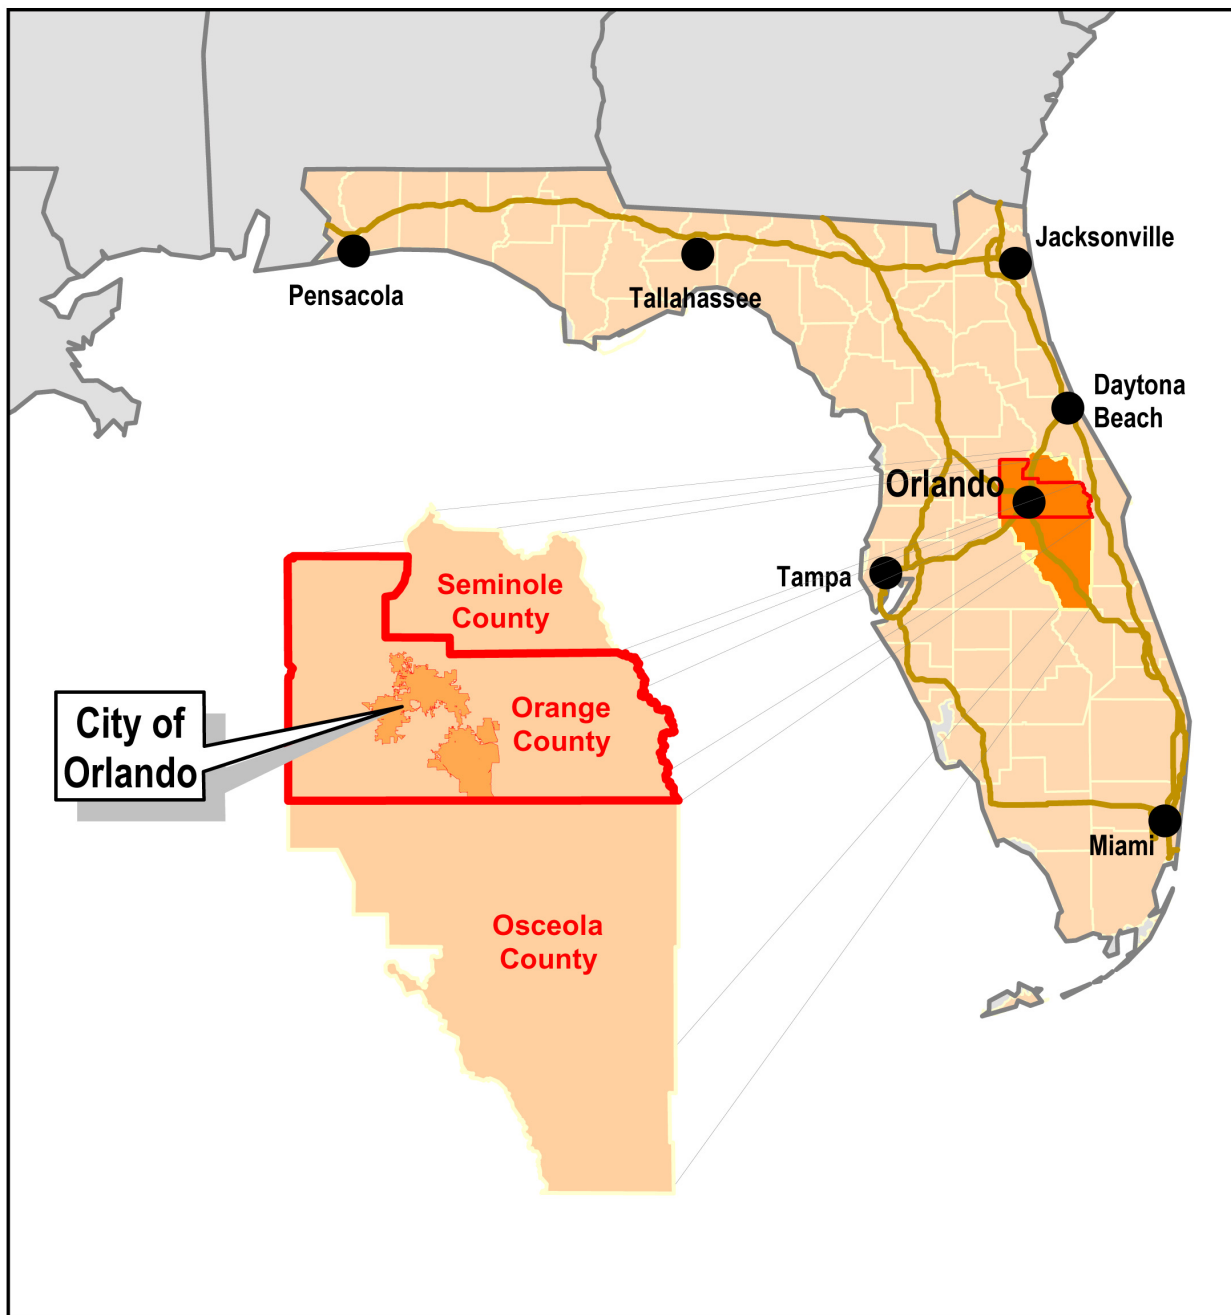 Jacksonville
Pensacola
Tallahassee
Daytona
Beach
Orlando
Tampa
Seminole
County
City of
Orlando
Orange
County
Miami
Osceola
County